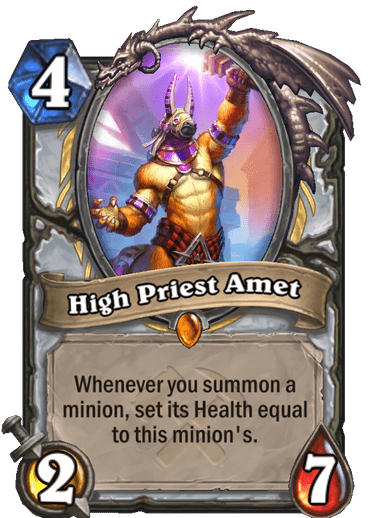 4
High Priest Amet
Whenever you summon a
minion, set its Health equal
to this minion's.
2
7